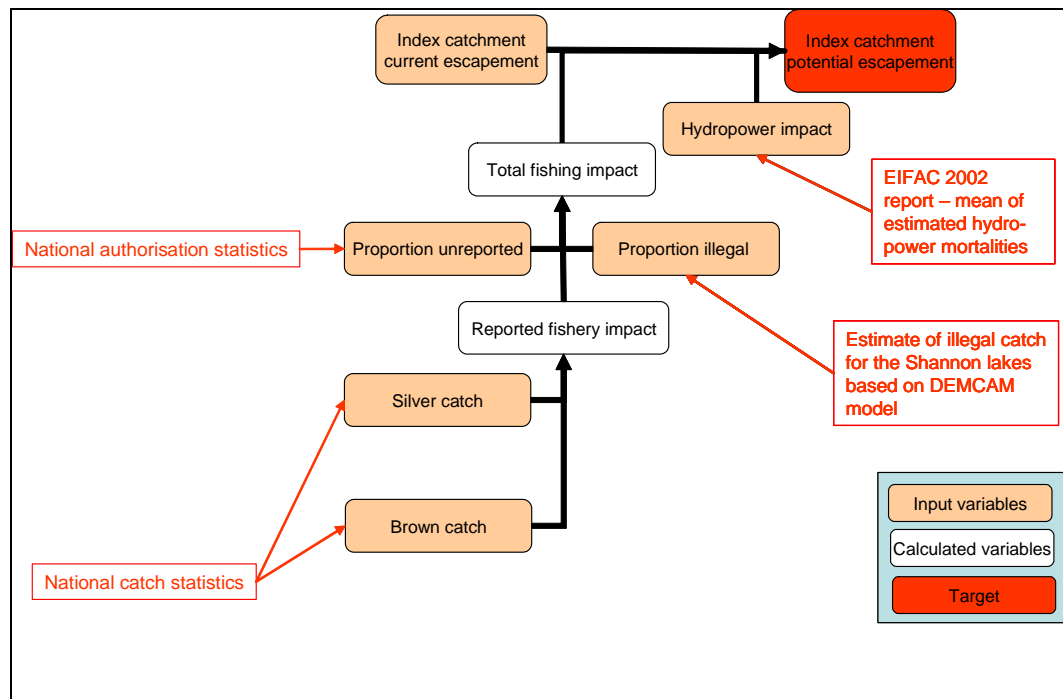 Index catchment
current escapement
Index catchment
potential escapement
Hydropower impact
Total fishing impact
EIFAC 2002
report – mean of
estimated hydro-
power mortalities
National authorisation statistics
Proportion unreported
Proportion illegal
Reported fishery impact
Estimate of illegal catch
for the Shannon lakes
based on DEMCAM
model
Silver catch
Brown catch
National catch statistics
Input variables
Calculated variables
Target